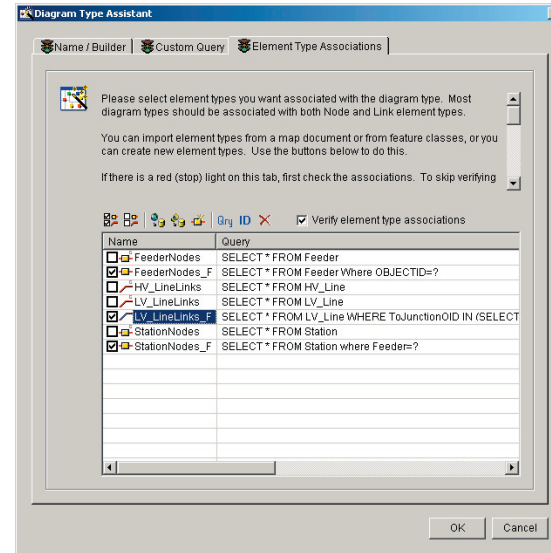 Diagram Type Assistant
Name / Builder
Custom Query
Element Type Associations
Please select element types you want associated with the diagram type. Most
diagram types should be associated with both Node and Link element types.
You can import element types from a map document or from feature classes, or you
can create new element types. Use the buttons below to do this.
If there is a red (stop) light on this tab, first check the associations. To skip verifying
Qry ID
Verify element type associations
Name Query
FeederNodes SELECT * FROM Feeder
FeederNodes_F SELECT * FROM Feeder Where OBJECTID=?
HV_LineLinks SELECT * FROM HV_Line
LV_LineLinks SELECT * FROM LV_Line
LV_LineLinks_F SELECT * FROM LV_Line WHERE ToJunctionOID IN (SELECT
StationNodes SELECT * FROM Station
StationNodes_F SELECT * FROM Station where Feeder=?
OK
Cancel